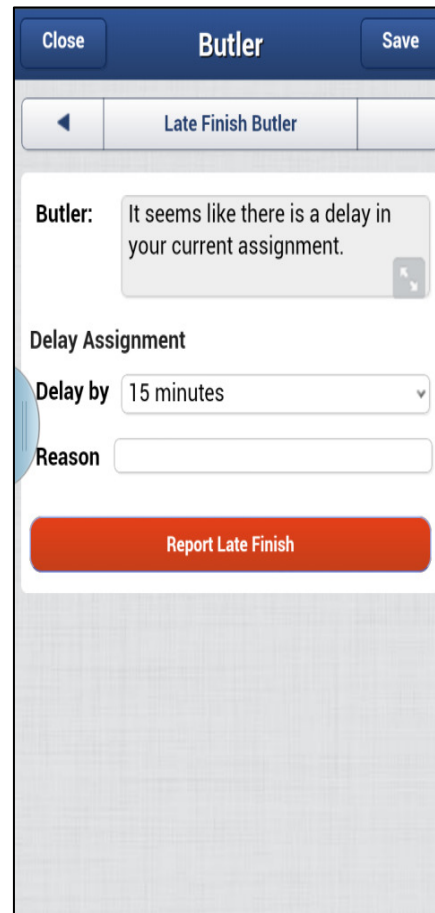 Close Butler Save
Late Finish Butler
Butler: It seems like there is a delay in
your current assignment.
Delay Assignment
Delay by 15 minutes
Reason
Report Late Finish